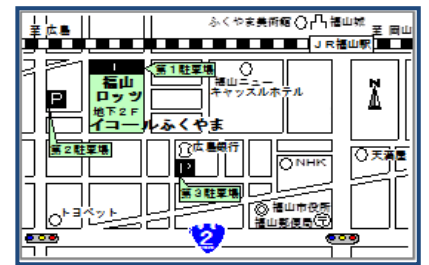 至広島
ふくやま美術館
福山城
至 岡山
JR福山駅
第1駐車場
福山
ロッツ
地下2F
イコールふくやま
福山ニュー
キャッスルホテル
N
P
第2駐車場
広島銀行
P
NHK
天満屋
第3駐車場
トヨペット
福山市役所
福山郵便局
2